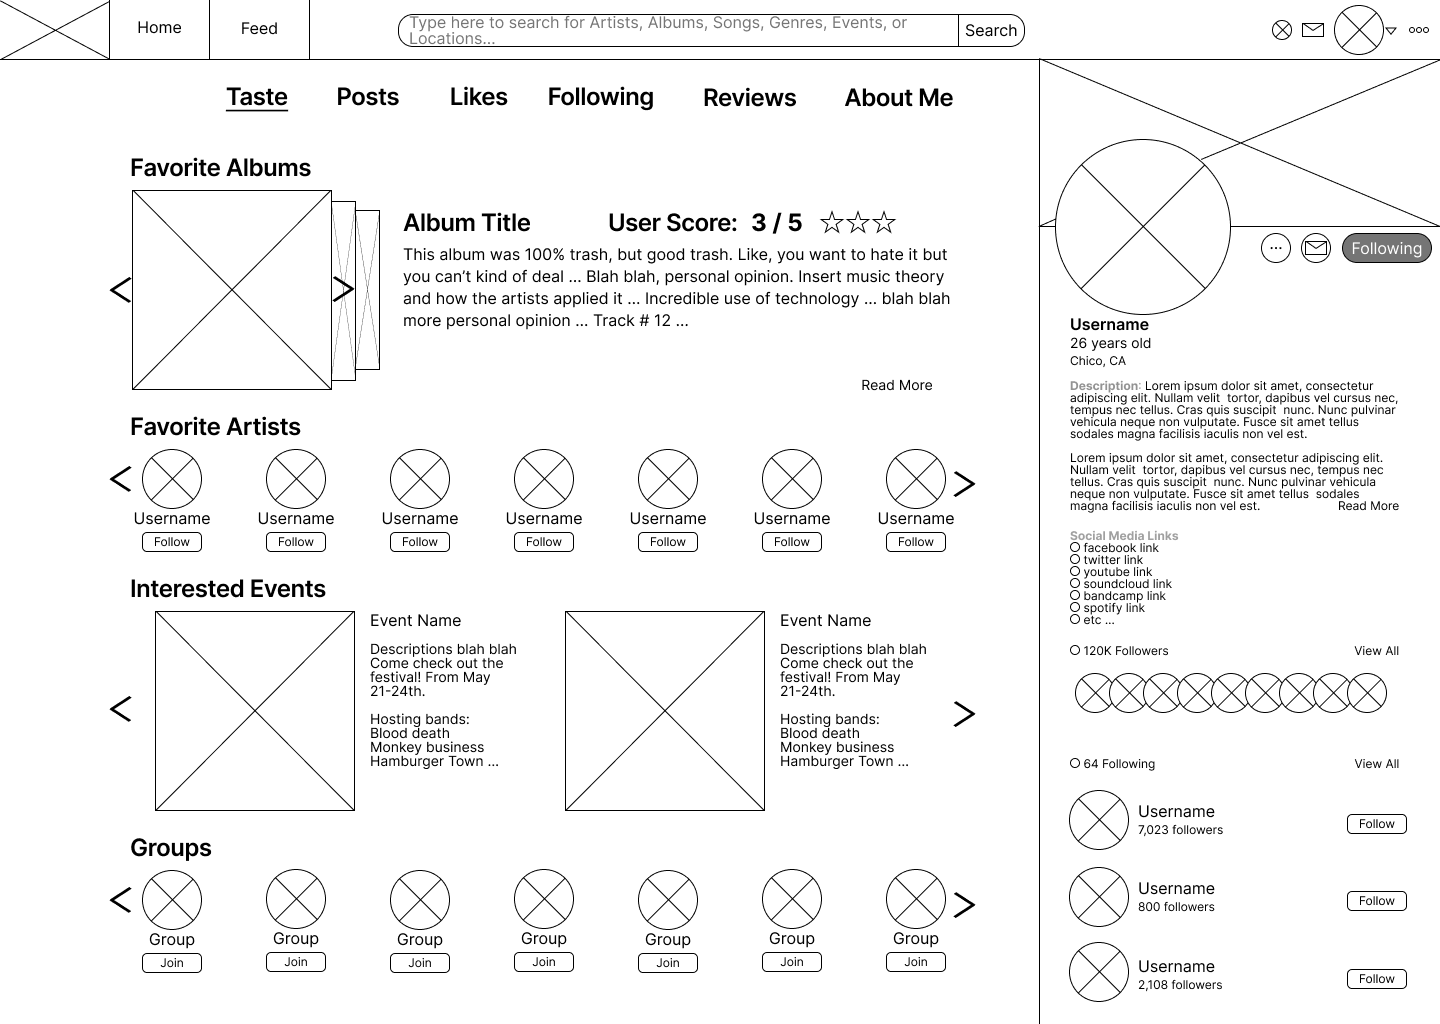 Home
Feed
Type here to search for Artists, Albums, Songs, Genres, Events, or
Locations...
Search
Taste
Posts
Likes
Following
Reviews
About Me
Favorite Albums
Album Title
User Score: 3 / 5
This album was 100% trash, but good trash. Like, you want to hate it but
you can’t kind of deal ... Blah blah, personal opinion. Insert music theory
and how the artists applied it ... Incredible use of technology ... blah blah
more personal opinion ... Track # 12 ...
Read More
Favorite Artists
Username
Username
Username
Username
Username
Username
Username
Follow
Follow
Follow
Follow
Follow
Follow
Follow
Interested Events
Event Name
Descriptions blah blah
Come check out the
festival! From May
21-24th.
Hosting bands:
Blood death
Monkey business
Hamburger Town ...
Event Name
Descriptions blah blah
Come check out the
festival! From May
21-24th.
Hosting bands:
Blood death
Monkey business
Hamburger Town ...
Groups
Group
Group
Group
Group
Group
Group
Group
Join
Join
Join
Join
Join
Join
Join
Following
Username
26 years old
Chico, CA
Description: Lorem ipsum dolor sit amet, consectetur
adipiscing elit. Nullam velit  tortor, dapibus vel cursus nec,
tempus nec tellus. Cras quis suscipit  nunc. Nunc pulvinar
vehicula neque non vulputate. Fusce sit amet tellus
sodales magna facilisis iaculis non vel est.
Lorem ipsum dolor sit amet, consectetur adipiscing elit.
Nullam velit  tortor, dapibus vel cursus nec, tempus nec
tellus. Cras quis suscipit  nunc. Nunc pulvinar vehicula
neque non vulputate. Fusce sit amet tellus  sodales
magna facilisis iaculis non vel est.
Read More
Social Media Links
facebook link
twitter link
youtube link
soundcloud link
bandcamp link
spotify link
etc ...
120K Followers
View All
64 Following
View All
Username
7,023 followers
Follow
Username
800 followers
Follow
Username
2,108 followers
Follow